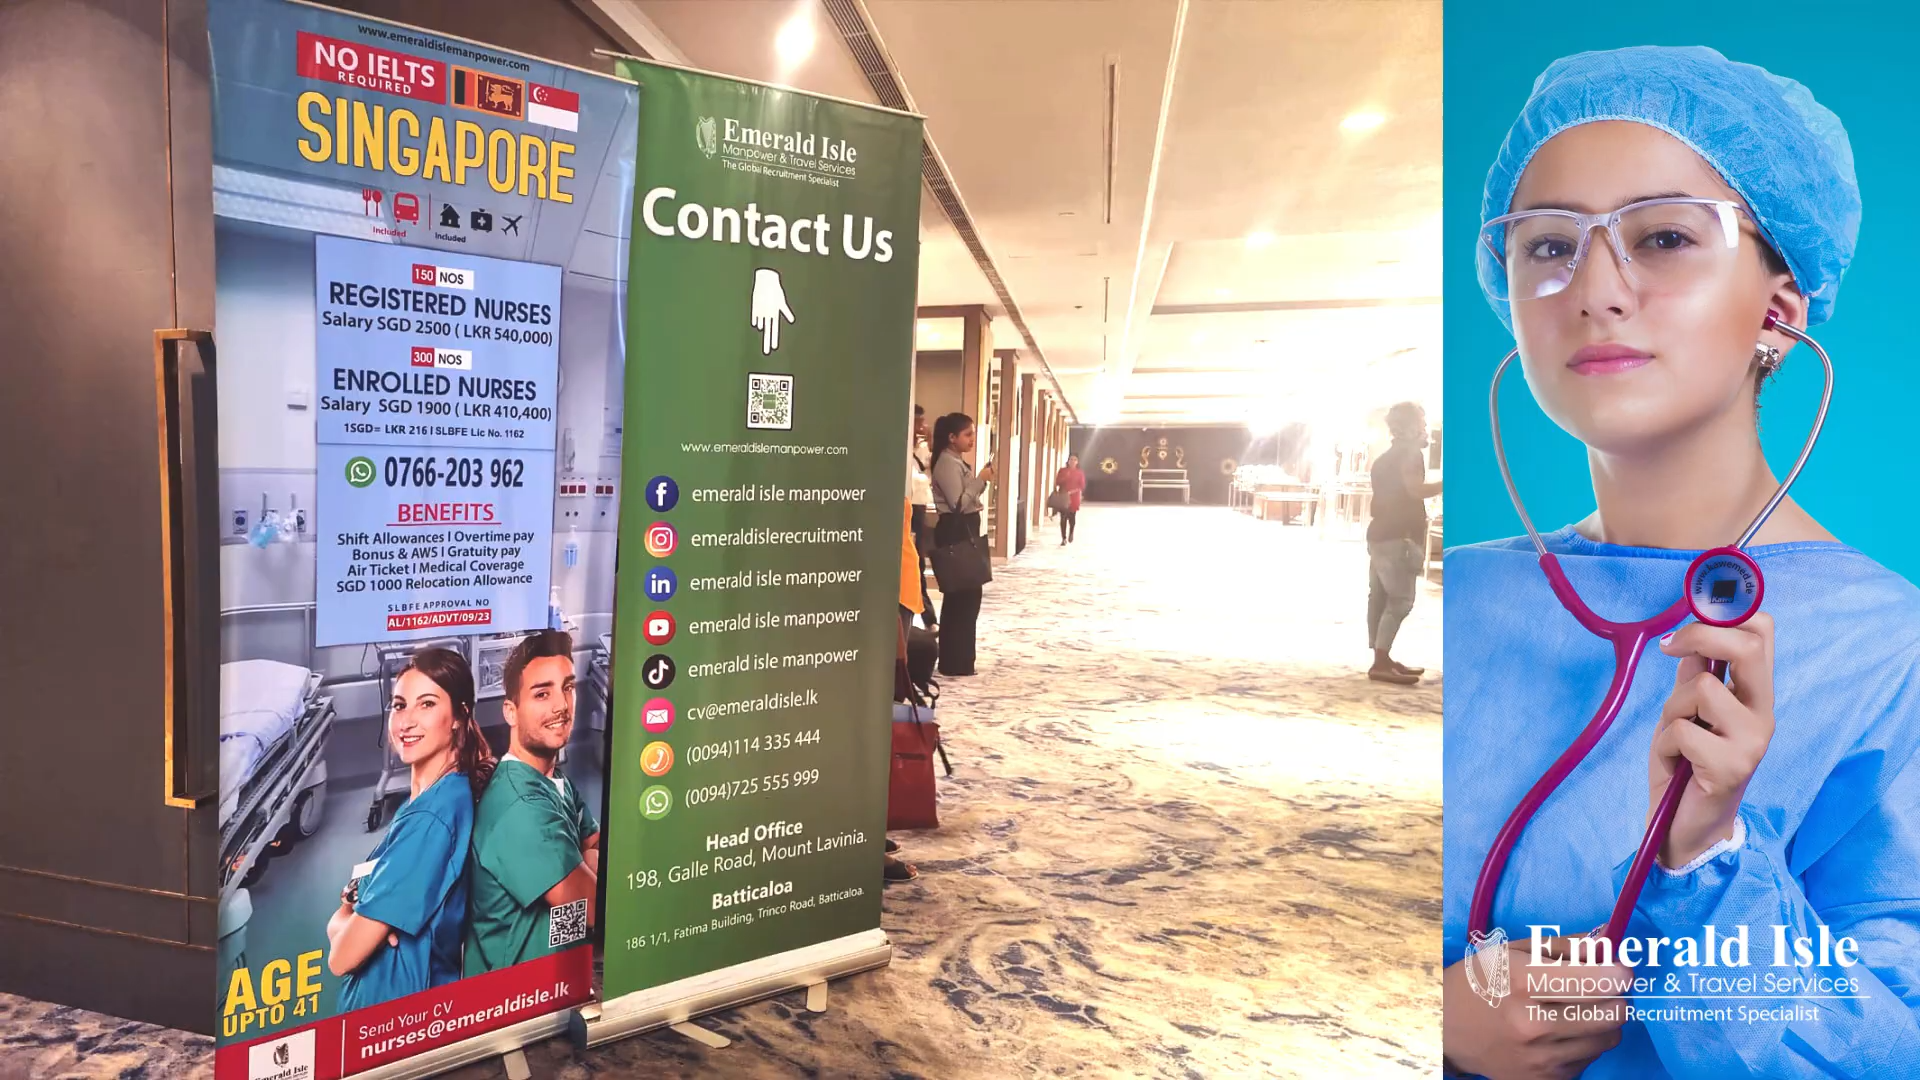 www.emeraldislemanpower.com
NO IELTS
REQUIRED
SINGAPORE
included
included
150 NOS
REGISTERED NURSES
Salary SGD 2500 ( LKR 540,000)
300 NOS
ENROLLED NURSES
Salary SGD 1900 ( LKR 410,400)
1SGD= LKR 216 I SLBFE Lic No. 1162
0766-203 962
BENEFITS
Shift Allowances I Overtime pay
Bonus & AWS I Gratuity pay
Air Ticket I Medical Coverage
SGD 1000 Relocation Allowance
SLBFE APPROVAL NO
AL/1162/ADVT/09/23
AGE
UPTO 41
Send Your CV
nurses@emeraldisle.lk
Emerald Isle
Emerald Isle
Manpower & Travel Services
The Global Recruitment Specialist
Contact Us
www.emeraldislemanpower.com
emerald isle manpower
emeraldislerecruitment
emerald isle manpower
emerald isle manpower
emerald isle manpower
cv@emeraldisle.lk
(0094)114 335 444
(0094)725 555 999
Head Office
198, Galle Road, Mount Lavinia.
Batticaloa
186 1/1, Fatima Building, Trinco Road, Batticaloa.
www.kawemed.de
KaWe
Emerald Isle
Manpower & Travel Services
The Global Recruitment Specialist